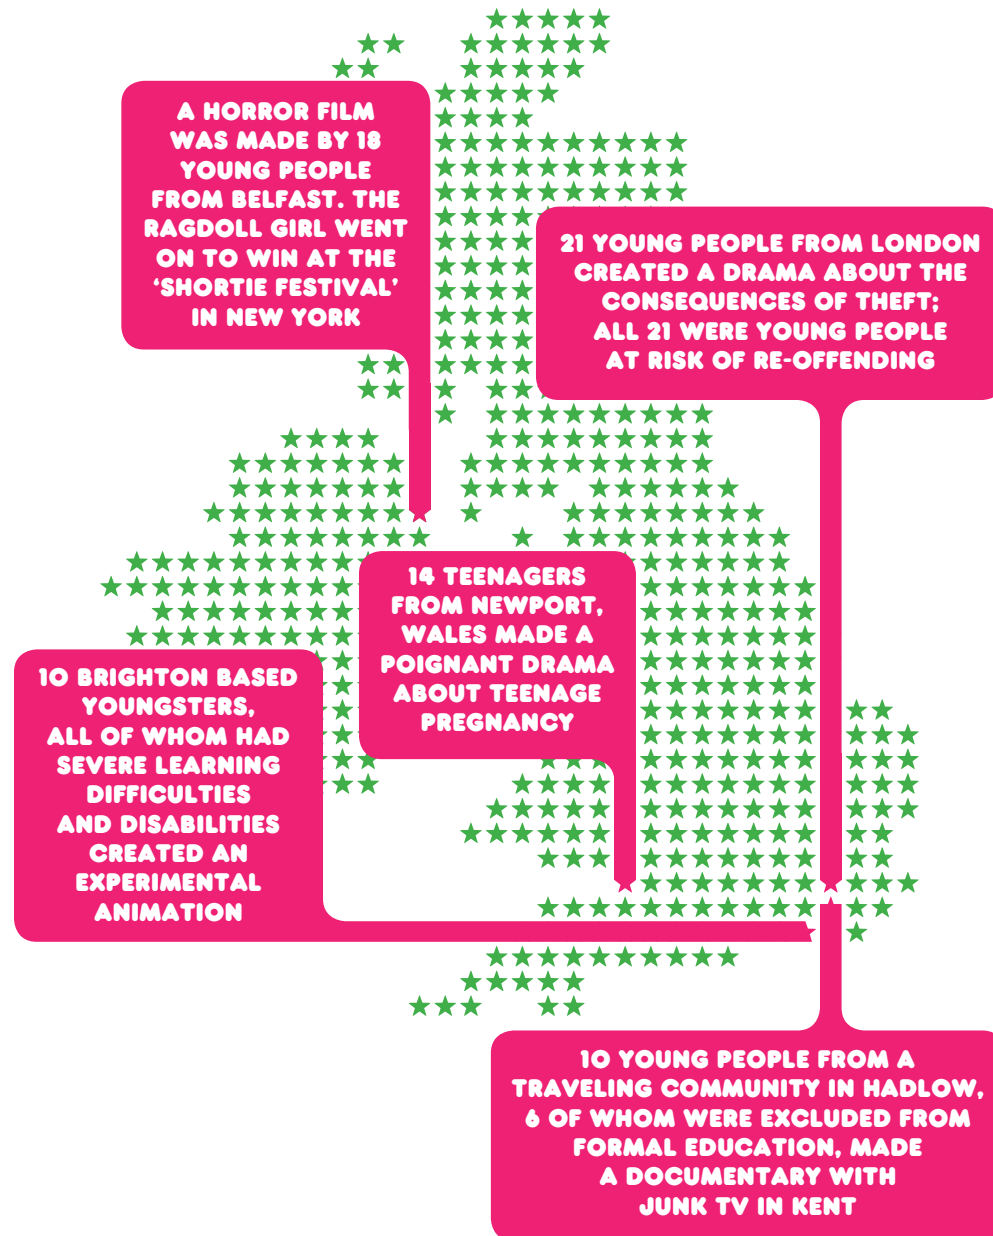 A HORROR FILM
WAS MADE BY 18
YOUNG PEOPLE
FROM BELFAST. THE
RAGDOLL GIRL WENT
ON TO WIN AT THE
‘SHORTIE FESTIVAL’
IN NEW YORK
21 YOUNG PEOPLE FROM LONDON
CREATED A DRAMA ABOUT THE
CONSEQUENCES OF THEFT;
ALL 21 WERE YOUNG PEOPLE
AT RISK OF RE-OFFENDING
14 TEENAGERS
FROM NEWPORT,
WALES MADE A
POIGNANT DRAMA
ABOUT TEENAGE
PREGNANCY
10 BRIGHTON BASED
YOUNGSTERS,
ALL OF WHOM HAD
SEVERE LEARNING
DIFFICULTIES
AND DISABILITIES
CREATED AN
EXPERIMENTAL
ANIMATION
10 YOUNG PEOPLE FROM A
TRAVELING COMMUNITY IN HADLOW,
6 OF WHOM WERE EXCLUDED FROM
FORMAL EDUCATION, MADE
A DOCUMENTARY WITH
JUNK TV IN KENT